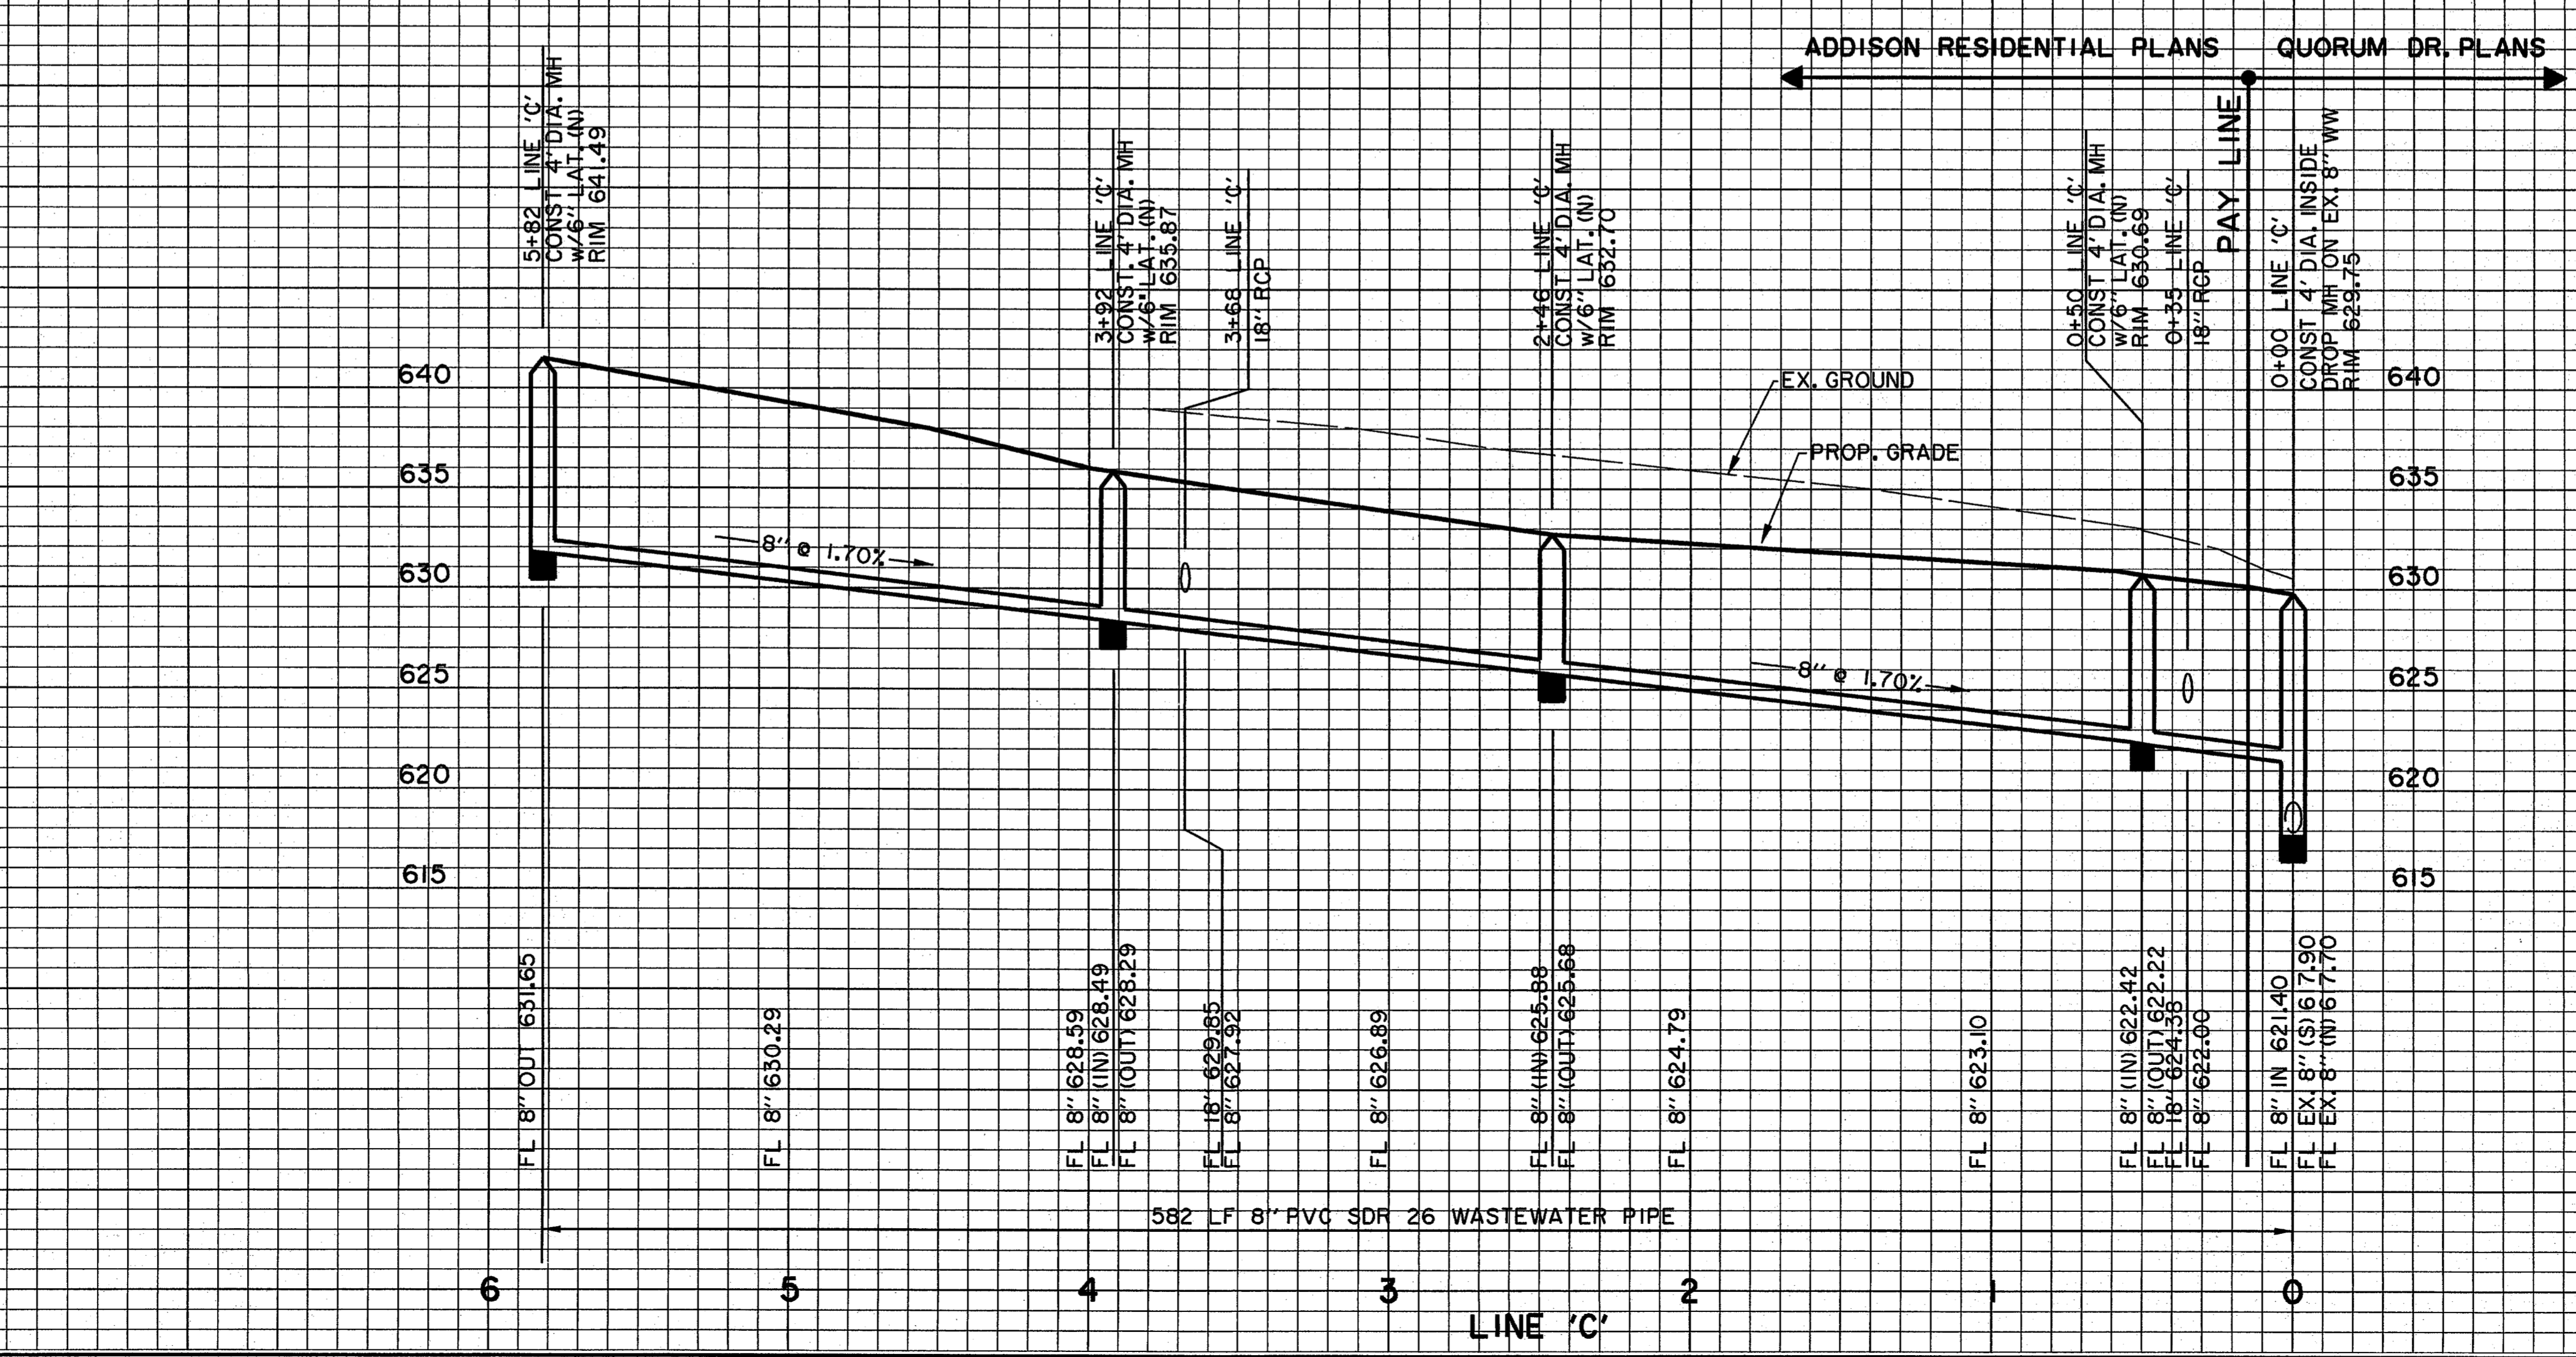 ADDISON RESIDENTIAL PLANS
QUORUM DR. PLANS
PAY LINE
5+82 LINE 'C'
CONST 4' DIA. MH
w/6" LAT. (N)
RIM 641.49
3+92 LINE 'C'
CONST. 4' DIA. MH
w/6" LAT. (N)
RIM 635.87
3+68 LINE 'C'
18" RCP
2+46 LINE 'C'
CONST 4' DIA. MH
w/6" LAT. (N)
RIM 632.70
0+50 LINE 'C'
CONST 4' DIA. MH
w/6" LAT. (N)
RIM 630.69
0+35 LINE 'C'
18" RCP
0+00 LINE 'C'
CONST 4' DIA. INSIDE
DROP MH ON EX. 8" WW
RIM 629.75
640
635
630
625
620
615
640
635
630
625
620
615
EX. GROUND
PROP. GRADE
8" @ 1.70%
8" @ 1.70%
FL 8" OUT 631.65
FL 8" 630.29
FL 8" 628.59
FL 8" (IN) 628.49
FL 8" (OUT) 628.29
FL 18" 629.85
FL 8" 627.92
FL 8" 626.89
FL 8" (IN) 625.88
FL 8" (OUT) 625.68
FL 8" 624.79
FL 8" 623.10
FL 8" (IN) 622.42
FL 8" (OUT) 622.22
FL 18" 624.38
FL 8" 622.00
FL 8" IN 621.40
FL EX. 8" (S) 617.90
FL EX. 8" (N) 617.70
582 LF 8" PVC SDR 26 WASTEWATER PIPE
6 5 4 3 2 1 0
LINE 'C'